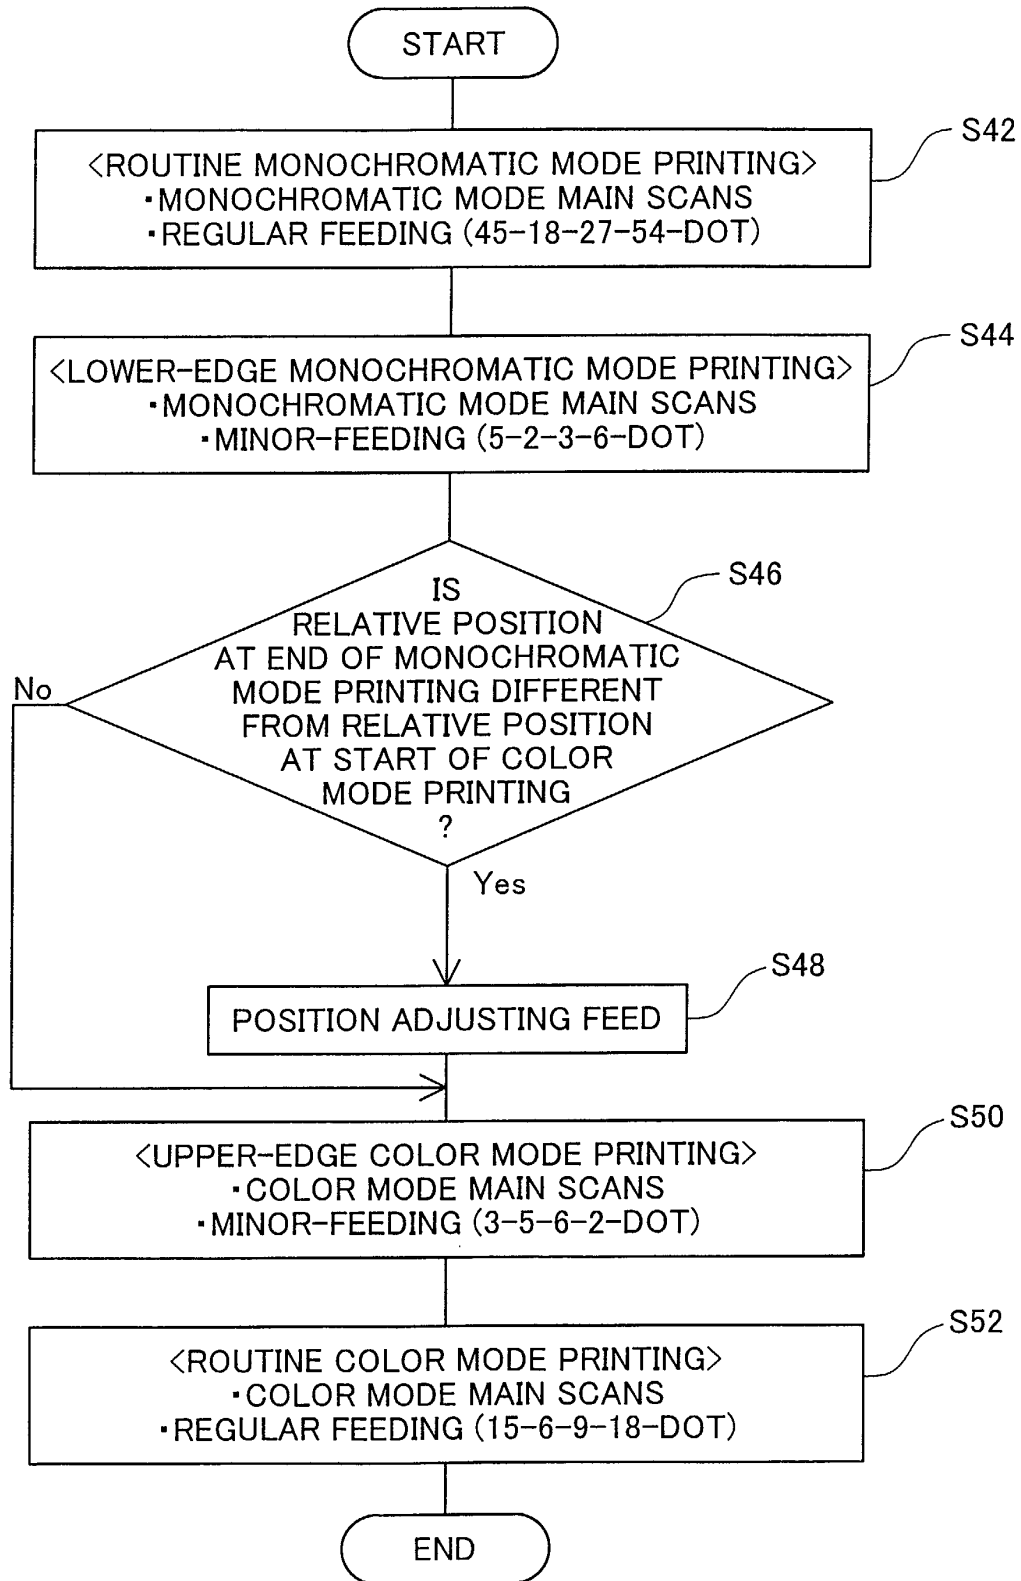 START
S42
<ROUTINE MONOCHROMATIC MODE PRINTING>
・MONOCHROMATIC MODE MAIN SCANS
・REGULAR FEEDING (45-18-27-54-DOT)
S44
<LOWER-EDGE MONOCHROMATIC MODE PRINTING>
・MONOCHROMATIC MODE MAIN SCANS
・MINOR-FEEDING (5-2-3-6-DOT)
S46
IS
RELATIVE POSITION
AT END OF MONOCHROMATIC
MODE PRINTING DIFFERENT
FROM RELATIVE POSITION
AT START OF COLOR
MODE PRINTING
?
No
Yes
S48
POSITION ADJUSTING FEED
S50
<UPPER-EDGE COLOR MODE PRINTING>
・COLOR MODE MAIN SCANS
・MINOR-FEEDING (3-5-6-2-DOT)
S52
<ROUTINE COLOR MODE PRINTING>
・COLOR MODE MAIN SCANS
・REGULAR FEEDING (15-6-9-18-DOT)
END